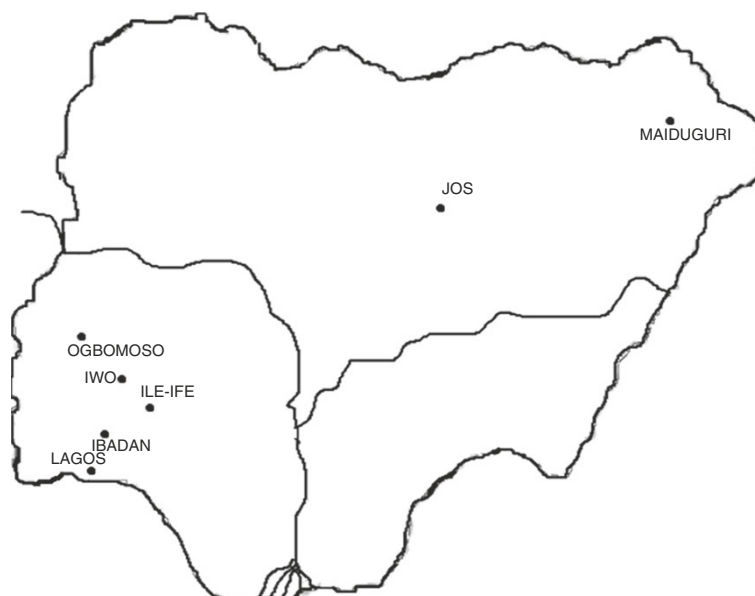 MAIDUGURI
JOS
OGBOMOSO
IWO
ILE-IFE
IBADAN
LAGOS